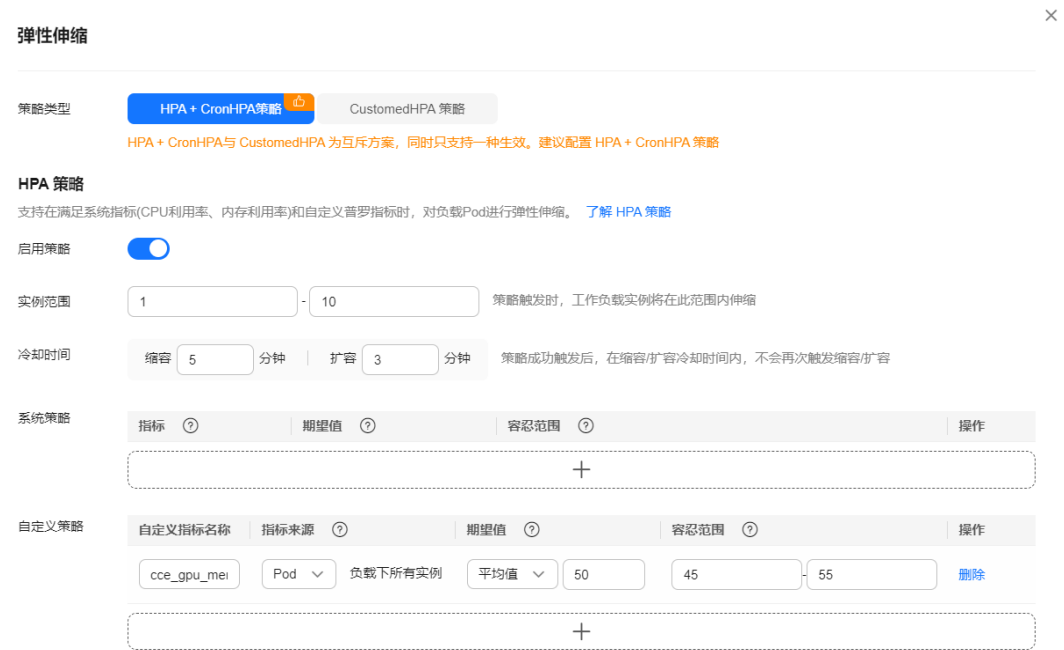 弹性伸缩
策略类型 HPA + CronHPA策略 CustomedHPA 策略
HPA + CronHPA与 CustomedHPA 为互斥方案，同时只支持一种生效。建议配置 HPA + CronHPA 策略
HPA 策略
支持在满足系统指标(CPU利用率、内存利用率)和自定义普罗指标时，对负载Pod进行弹性伸缩。 了解 HPA 策略
启用策略
实例范围 1 - 10 策略触发时，工作负载实例将在此范围内伸缩
冷却时间 缩容 5 分钟 扩容 3 分钟 策略成功触发后，在缩容/扩容冷却时间内，不会再次触发缩容/扩容
系统策略 指标 ? 期望值 ? 容忍范围 ? 操作
+
自定义策略 自定义指标名称 指标来源 ? 期望值 ? 容忍范围 ? 操作
cce_gpu_mei Pod 负载下所有实例 平均值 50 45 - 55 删除
+